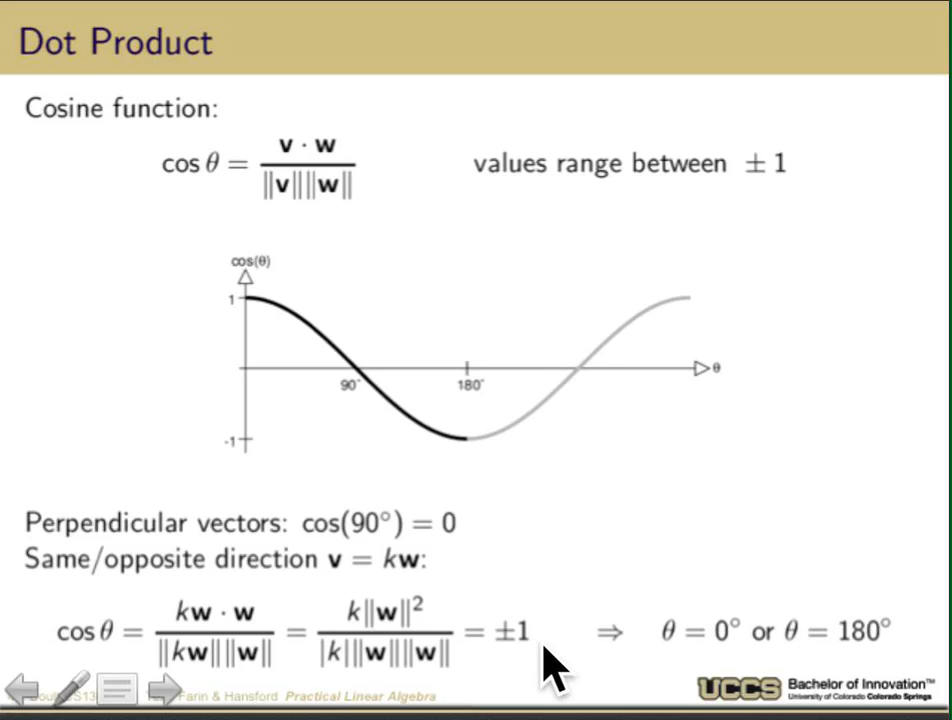 Dot Product
Cosine function:
cos θ = v · w / ‖v‖‖w‖ values range between ± 1
cos(θ)
1
90° 180° θ
-1
Perpendicular vectors: cos(90°) = 0
Same/opposite direction v = kw:
cos θ = kw · w / ‖kw‖‖w‖ = k‖w‖² / |k|‖w‖‖w‖ = ±1 ⇒ θ = 0° or θ = 180°
Farin & Hansford Practical Linear Algebra
UCCS Bachelor of Innovation™
University of Colorado Colorado Springs